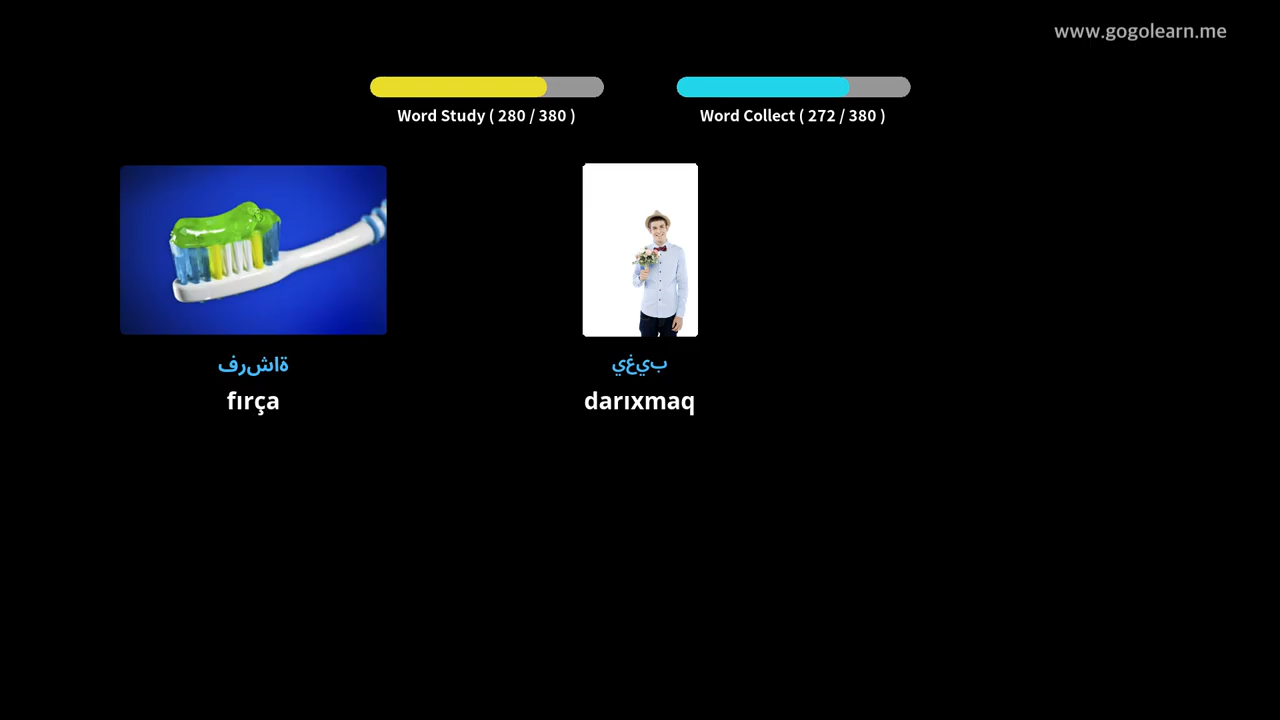 www.gogolearn.me
Word Study ( 280 / 380 )
Word Collect ( 272 / 380 )
ةاشرف
fırça
بيغي
darıxmaq